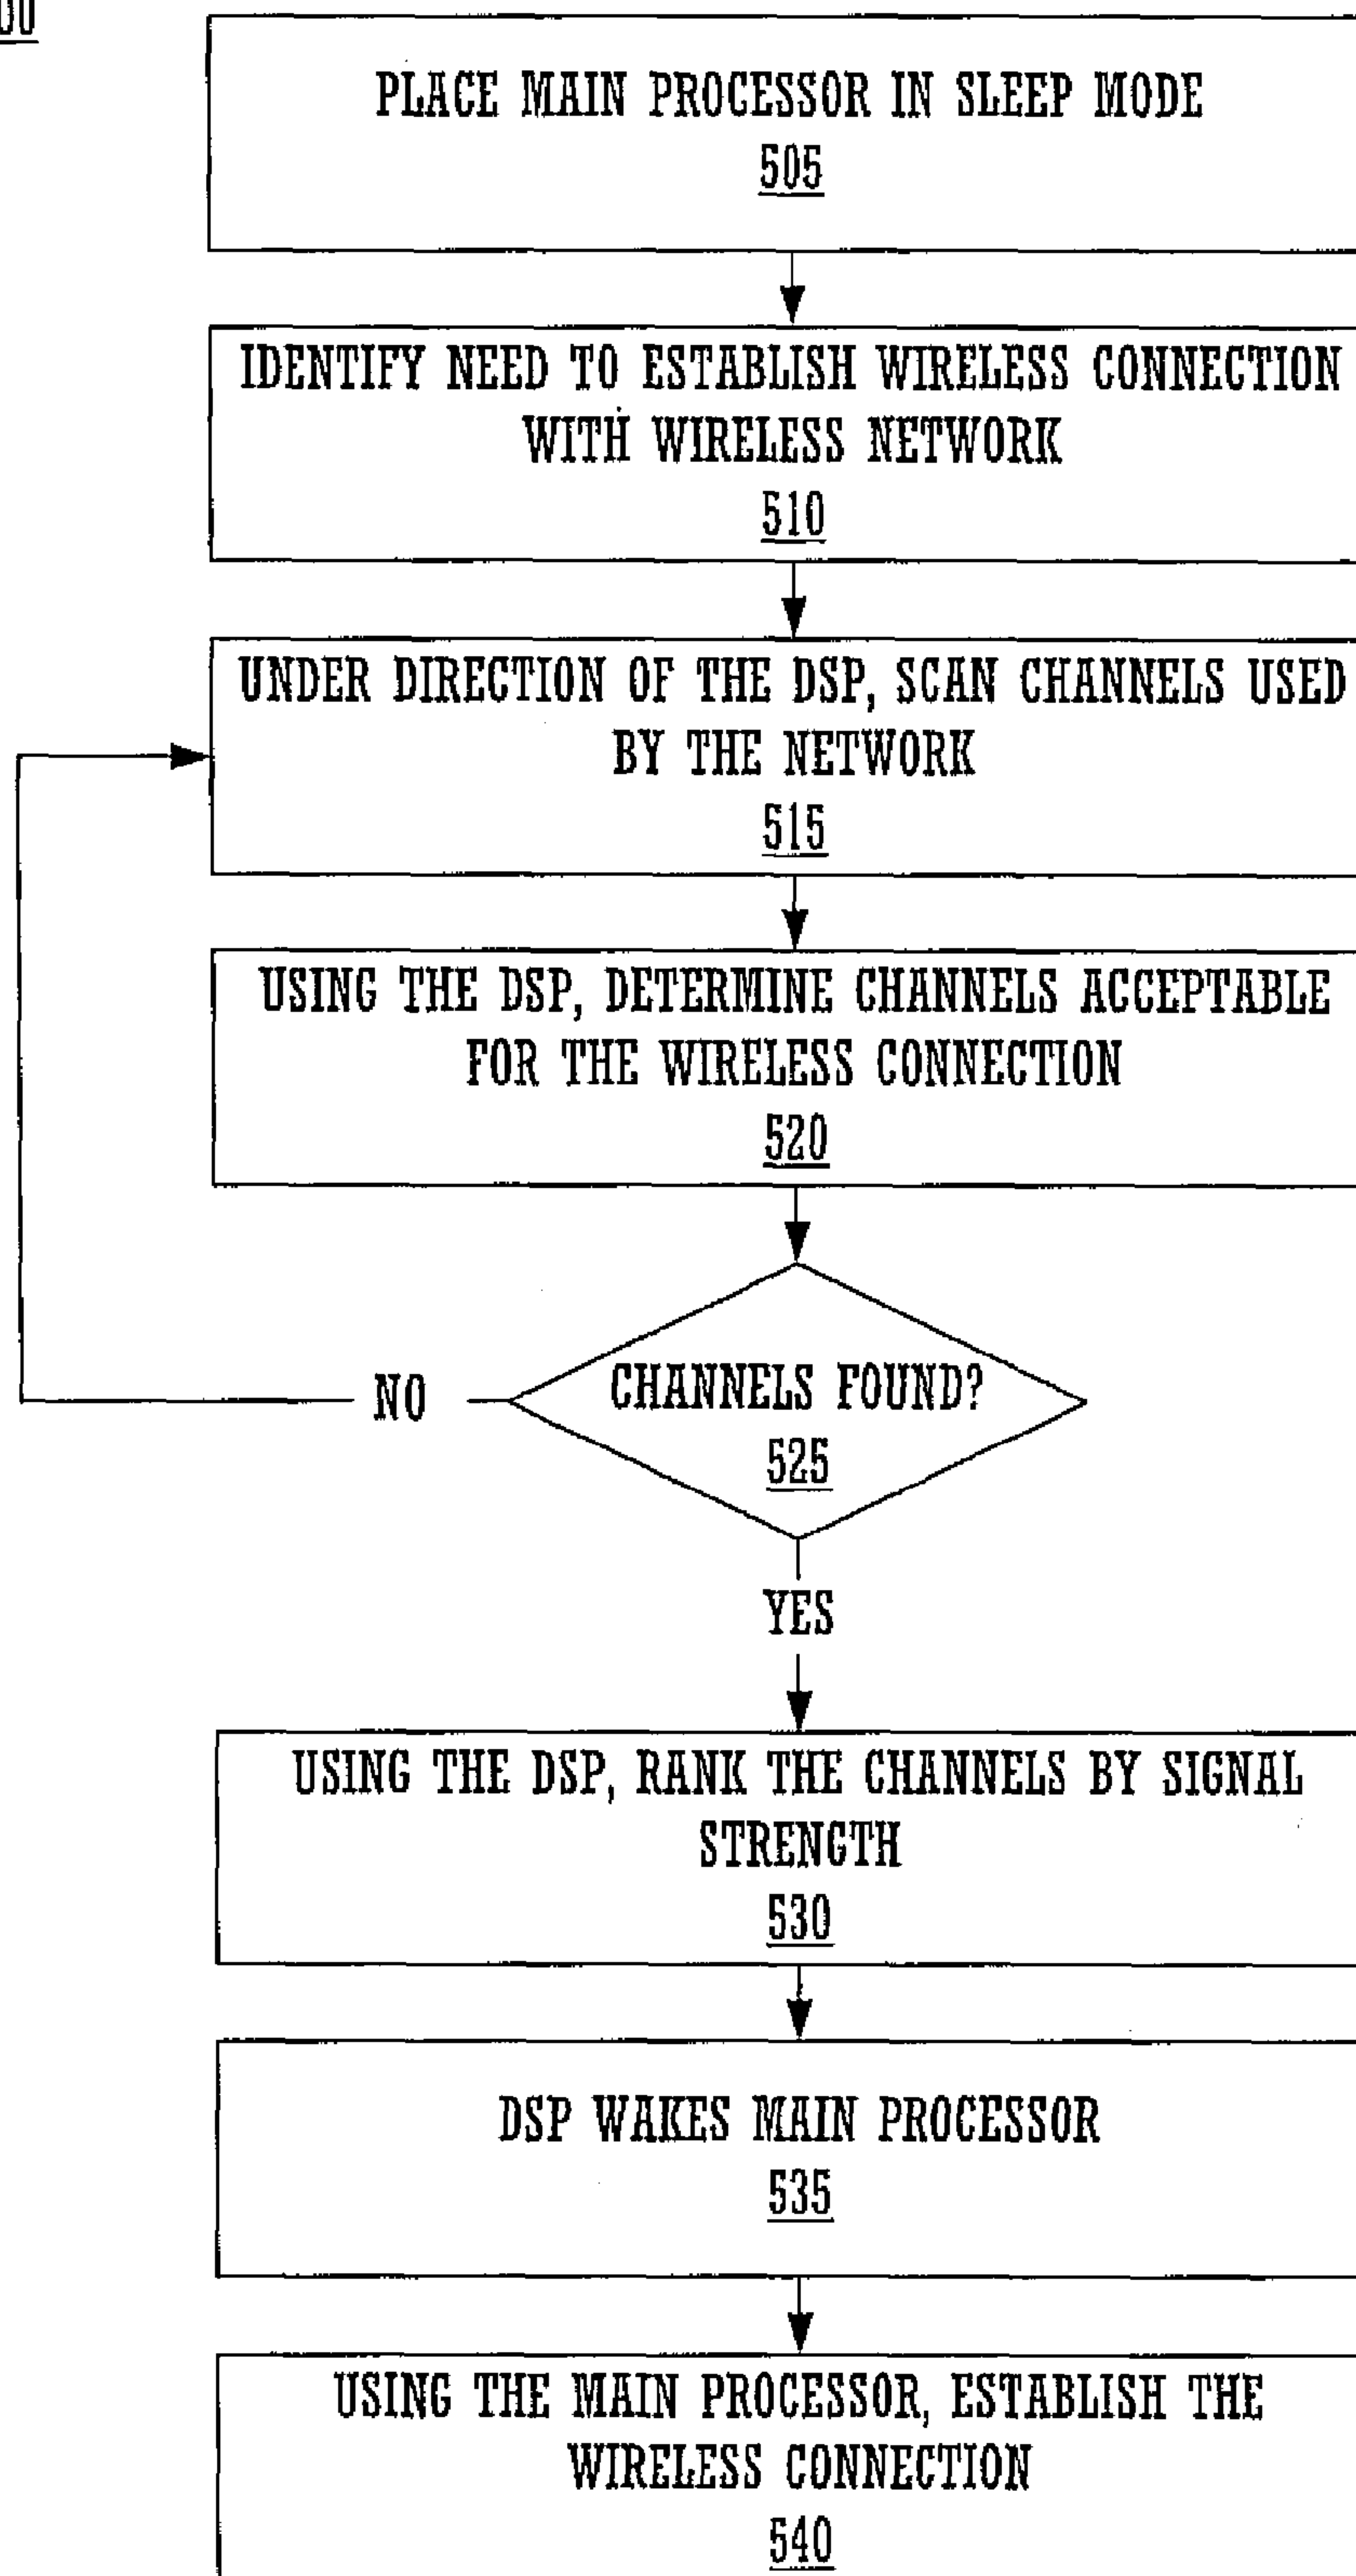 PLACE MAIN PROCESSOR IN SLEEP MODE
505
IDENTIFY NEED TO ESTABLISH WIRELESS CONNECTION
WITH WIRELESS NETWORK
510
UNDER DIRECTION OF THE DSP, SCAN CHANNELS USED
BY THE NETWORK
515
USING THE DSP, DETERMINE CHANNELS ACCEPTABLE
FOR THE WIRELESS CONNECTION
520
CHANNELS FOUND?
525
NO
YES
USING THE DSP, RANK THE CHANNELS BY SIGNAL
STRENGTH
530
DSP WAKES MAIN PROCESSOR
535
USING THE MAIN PROCESSOR, ESTABLISH THE
WIRELESS CONNECTION
540